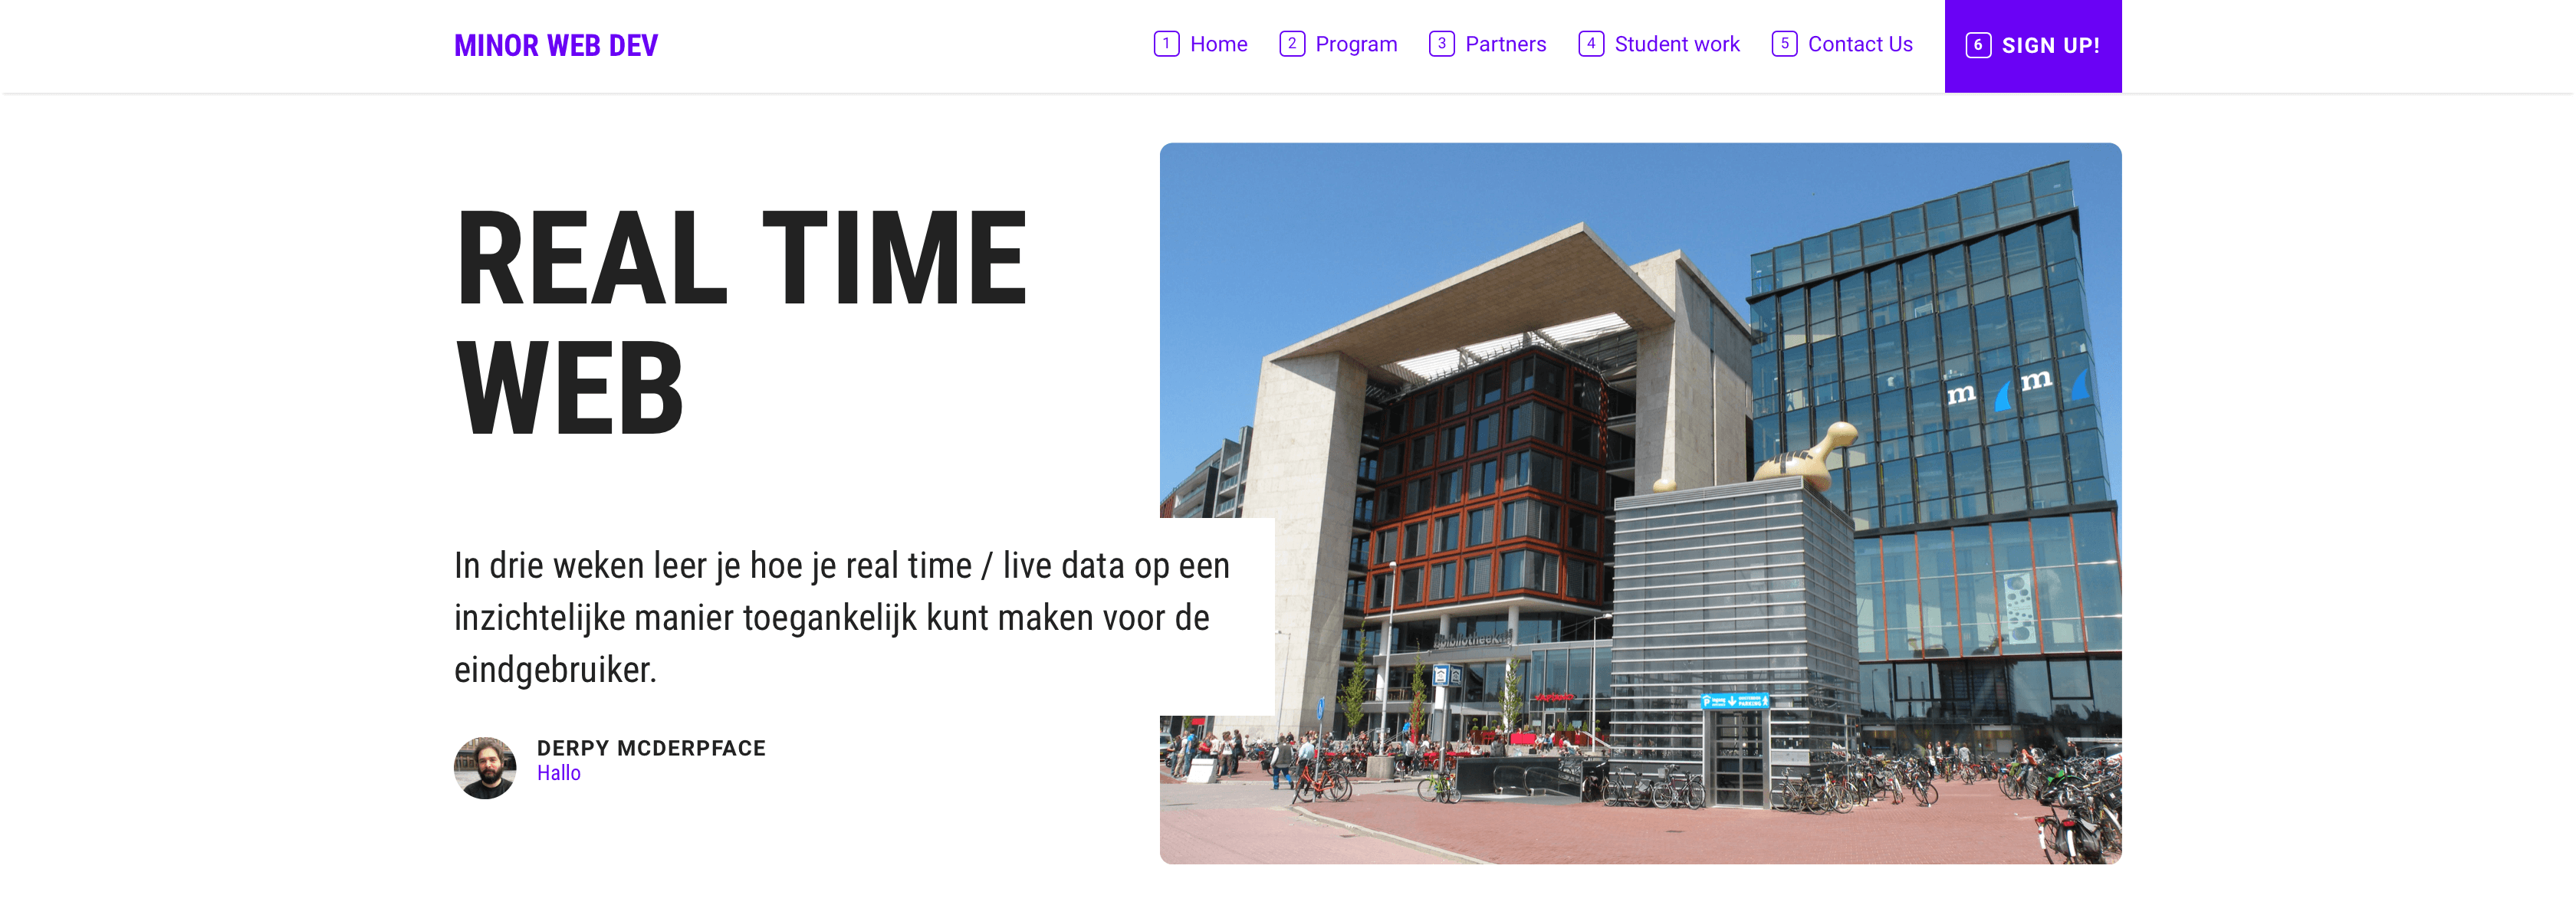 MINOR WEB DEV
1 Home
2 Program
3 Partners
4 Student work
5 Contact Us
6 SIGN UP!
REAL TIME
WEB
In drie weken leer je hoe je real time / live data op een
inzichtelijke manier toegankelijk kunt maken voor de
eindgebruiker.
DERPY MCDERPFACE
Hallo
m m
bibliotheek
P
PARKING